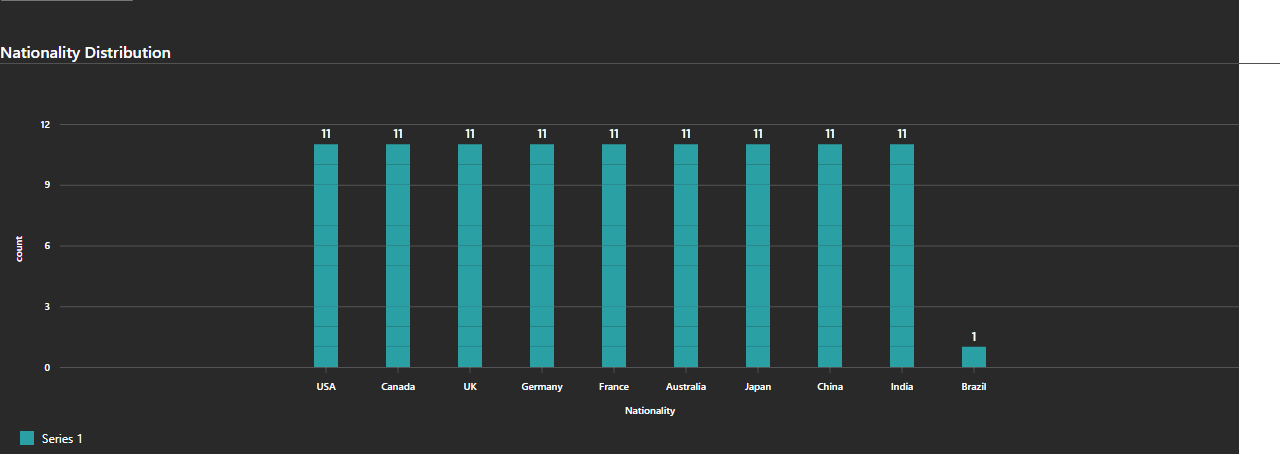 Nationality Distribution
12
11 11 11 11 11 11 11 11 11
9
count
6
3
1
0
USA Canada UK Germany France Australia Japan China India Brazil
Nationality
Series 1